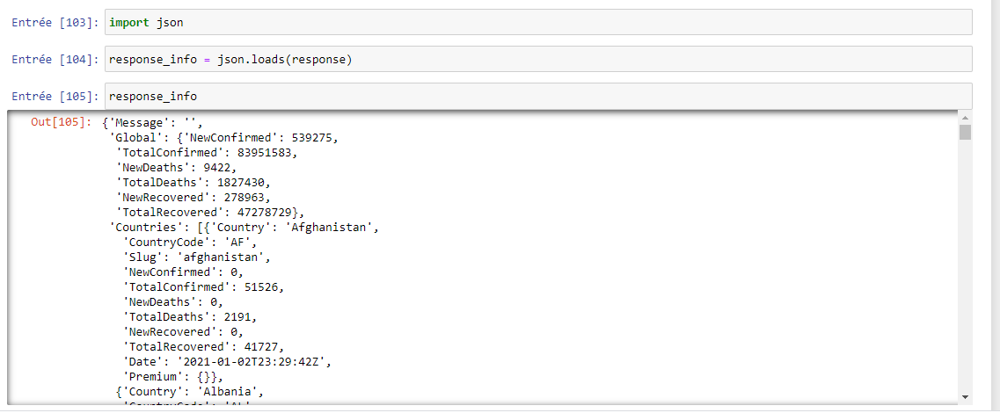 Entrée [103]: import json
Entrée [104]: response_info = json.loads(response)
Entrée [105]: response_info
Out[105]: {'Message': '',
'Global': {'NewConfirmed': 539275,
'TotalConfirmed': 83951583,
'NewDeaths': 9422,
'TotalDeaths': 1827430,
'NewRecovered': 278963,
'TotalRecovered': 47278729},
'Countries': [{'Country': 'Afghanistan',
'CountryCode': 'AF',
'Slug': 'afghanistan',
'NewConfirmed': 0,
'TotalConfirmed': 51526,
'NewDeaths': 0,
'TotalDeaths': 2191,
'NewRecovered': 0,
'TotalRecovered': 41727,
'Date': '2021-01-02T23:29:42Z',
'Premium': {}},
{'Country': 'Albania',